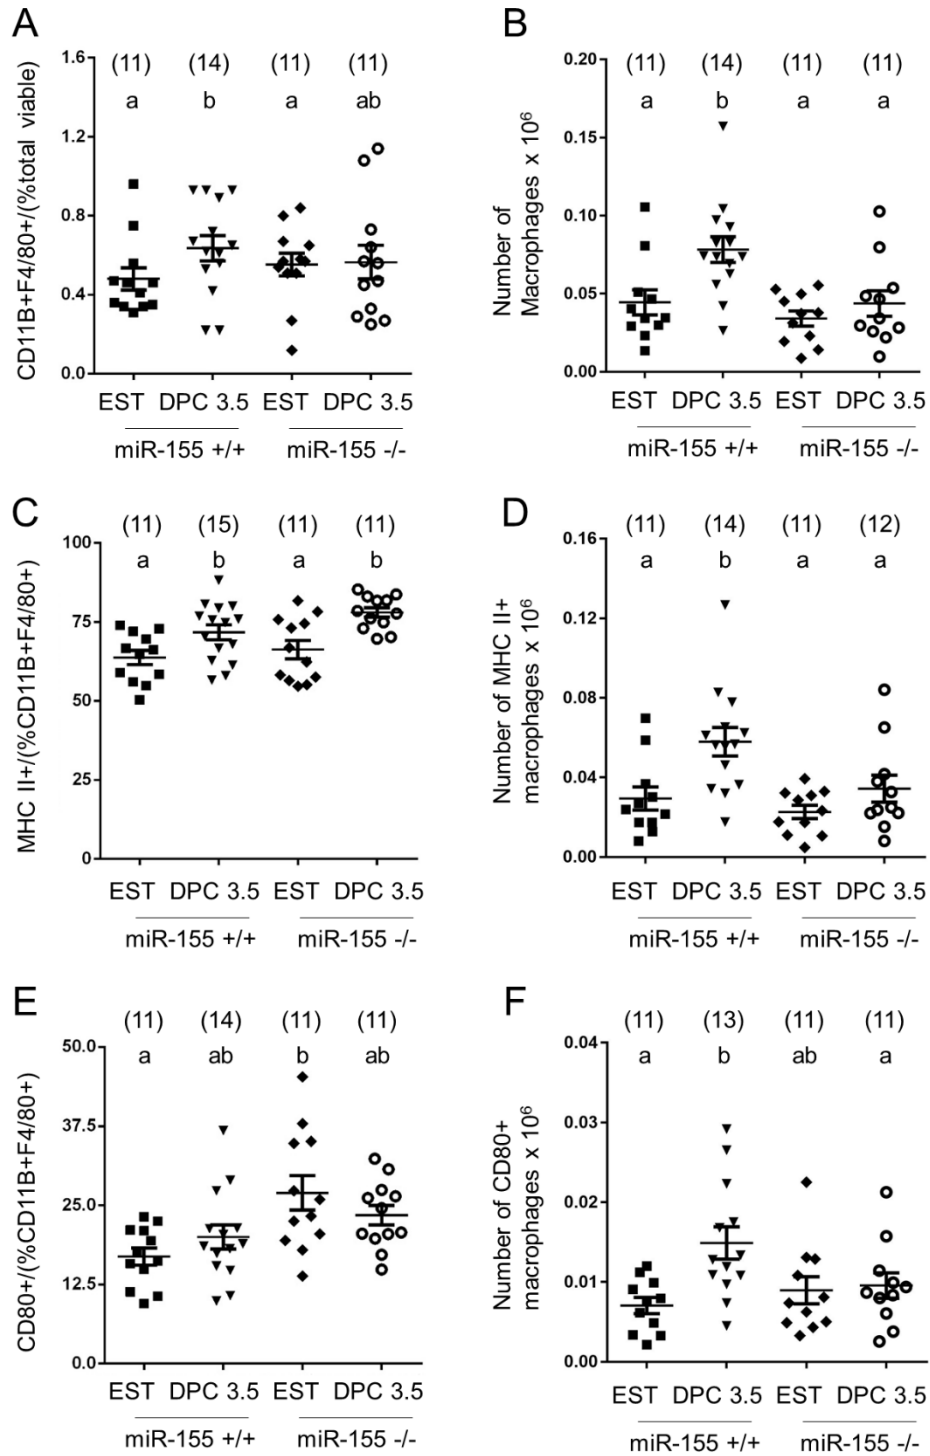 A
CD11B+F4/80+/(%total viable)
1.6
1.2
0.8
0.4
0.0
(11) (14) (11) (11)
a b a ab
EST DPC 3.5 EST DPC 3.5
miR-155 +/+ miR-155 -/-
B
Number of
Macrophages x 10⁶
0.20
0.15
0.10
0.05
0.00
(11) (14) (11) (11)
a b a a
EST DPC 3.5 EST DPC 3.5
miR-155 +/+ miR-155 -/-
C
MHC II+/(%CD11B+F4/80+)
100
75
50
25
0
(11) (15) (11) (11)
a b a b
EST DPC 3.5 EST DPC 3.5
miR-155 +/+ miR-155 -/-
D
Number of MHC II+
macrophages x 10⁶
0.16
0.12
0.08
0.04
0.00
(11) (14) (11) (12)
a b a a
EST DPC 3.5 EST DPC 3.5
miR-155 +/+ miR-155 -/-
E
CD80+/(%CD11B+F4/80+)
50.0
37.5
25.0
12.5
0.0
(11) (14) (11) (11)
a ab b ab
EST DPC 3.5 EST DPC 3.5
miR-155 +/+ miR-155 -/-
F
Number of CD80+
macrophages x 10⁶
0.04
0.03
0.02
0.01
0.00
(11) (13) (11) (11)
a b ab a
EST DPC 3.5 EST DPC 3.5
miR-155 +/+ miR-155 -/-